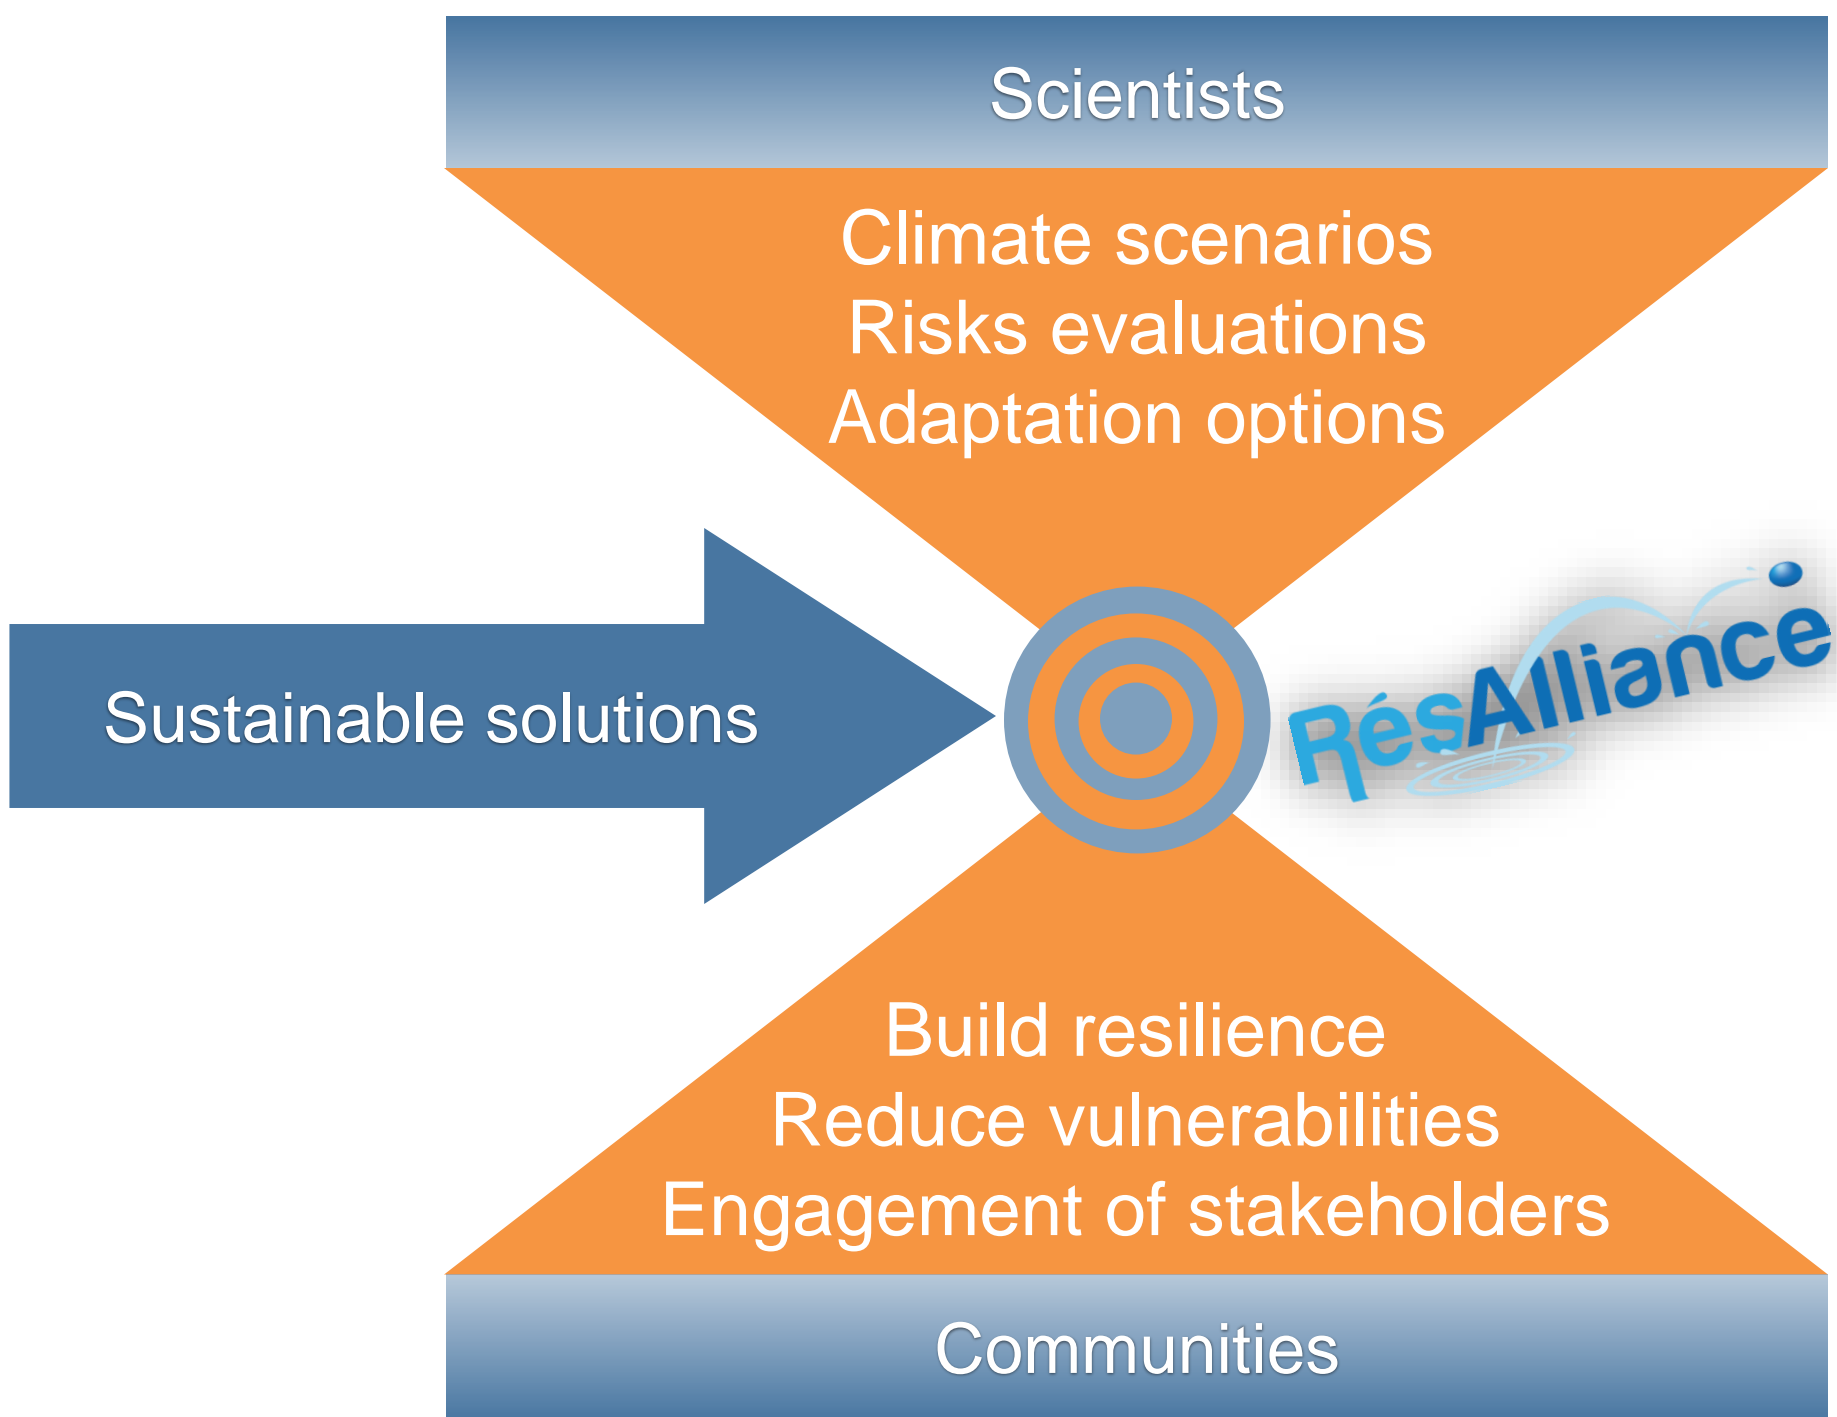 Scientists
Climate scenarios
Risks evaluations
Adaptation options
Sustainable solutions
RésAlliance
Build resilience
Reduce vulnerabilities
Engagement of stakeholders
Communities